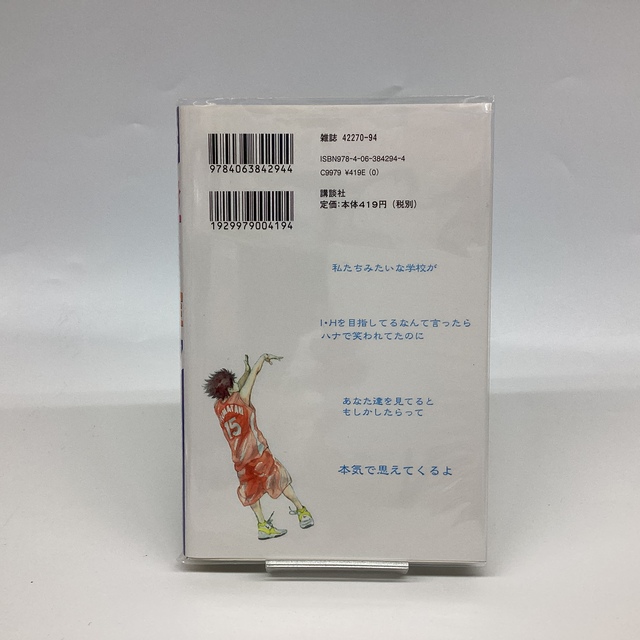 雑誌 42270-94
9784063842944
ISBN978-4-06-384294-4
C9979 ¥419E (0)
1929979004194
講談社
定価:本体419円(税別)
私たちみたいな学校が
I・Hを目指してるなんて言ったら
ハナで笑われてたのに
あなた達を見てると
もしかしたらって
本気で思えてくるよ
15